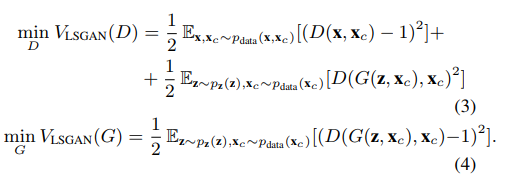 min_D V_LSGAN(D) = 1/2 𝔼_{x,x_c∼p_data(x,x_c)}[(D(x, x_c) − 1)²]+
+ 1/2 𝔼_{z∼p_z(z),x_c∼p_data(x_c)}[D(G(z, x_c), x_c)²]
(3)
min_G V_LSGAN(G) = 1/2 𝔼_{z∼p_z(z),x_c∼p_data(x_c)}[(D(G(z, x_c), x_c)−1)²].
(4)